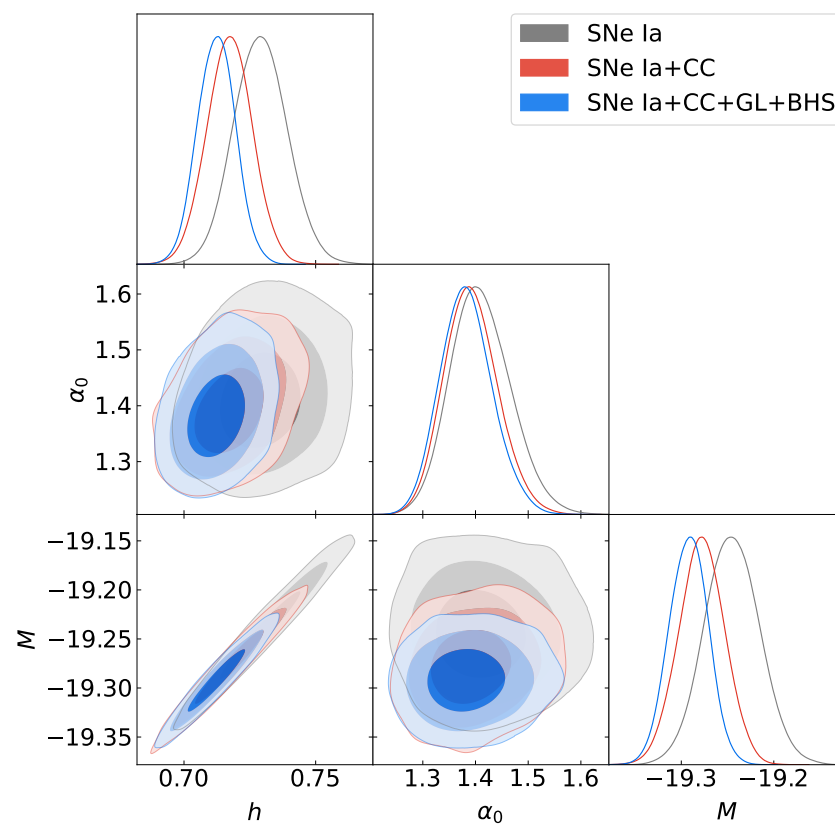 SNe Ia
SNe Ia+CC
SNe Ia+CC+GL+BHS
1.6
1.5
1.4
1.3
α₀
−19.15
−19.20
−19.25
−19.30
−19.35
M
0.70 0.75
h
1.3 1.4 1.5 1.6
α₀
−19.3 −19.2
M